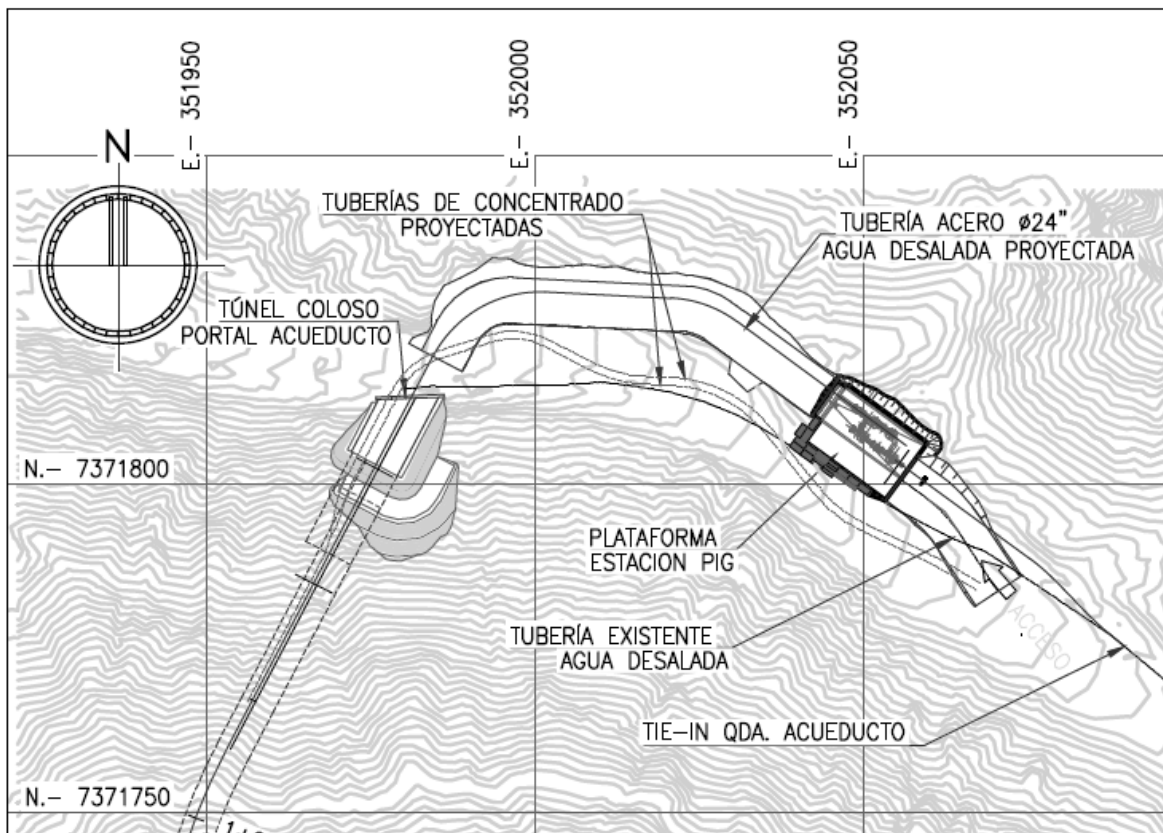 E.- 351950
E.- 352000
E.- 352050
N
TUBERÍAS DE CONCENTRADO
PROYECTADAS
TUBERÍA ACERO ø24"
AGUA DESALADA PROYECTADA
TÚNEL COLOSO
PORTAL ACUEDUCTO
N.- 7371800
PLATAFORMA
ESTACION PIG
TUBERÍA EXISTENTE
AGUA DESALADA
ACCESO
TIE-IN QDA. ACUEDUCTO
N.- 7371750